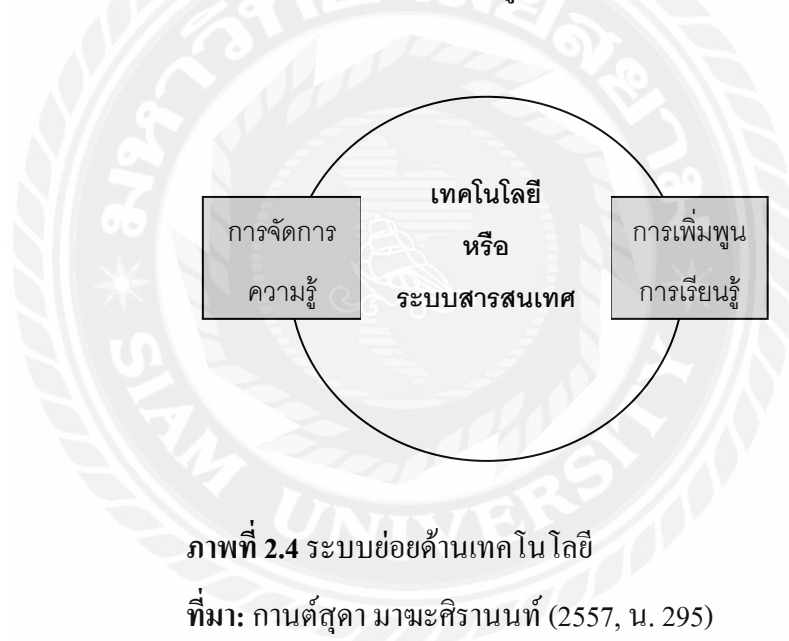 เทคโนโลยี
หรือ
ระบบสารสนเทศ
การจัดการ
ความรู้
การเพิ่มพูน
การเรียนรู้
ภาพที่ 2.4 ระบบย่อยด้านเทคโนโลยี
ที่มา: กานต์สุดา มาฆะศิรานนท์ (2557, น. 295)
SIAM UNIVERSITY